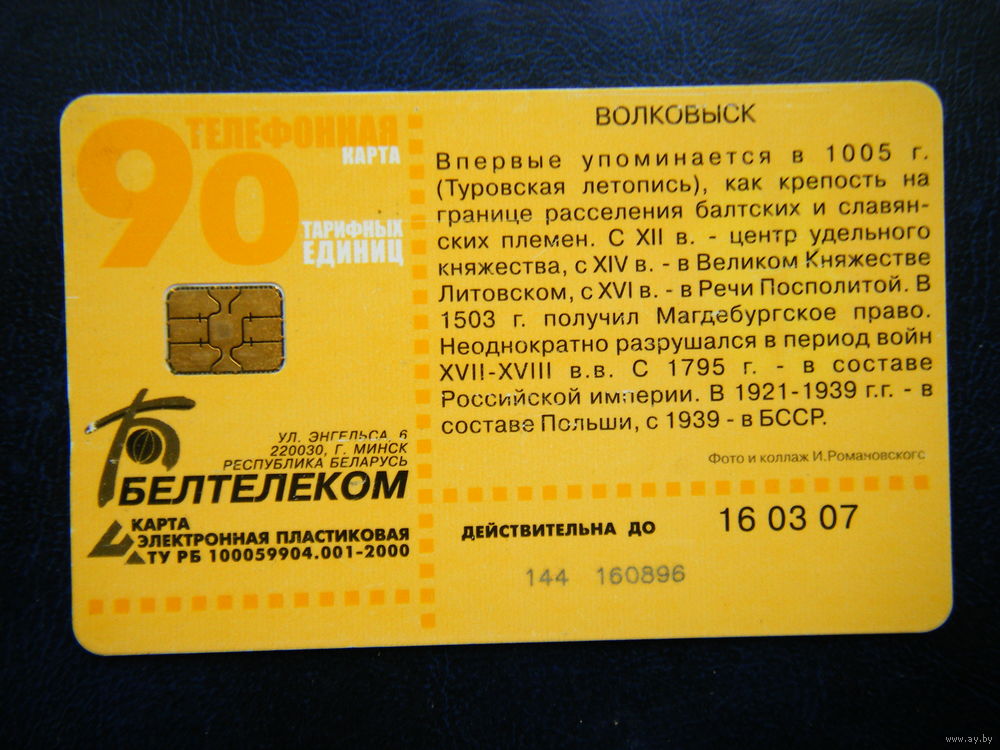 90
ТЕЛЕФОННАЯ
КАРТА
ТАРИФНЫХ
ЕДИНИЦ
УЛ. ЭНГЕЛЬСА, 6
220030, Г. МИНСК
РЕСПУБЛИКА БЕЛАРУСЬ
БЕЛТЕЛЕКОМ
КАРТА
ЭЛЕКТРОННАЯ ПЛАСТИКОВАЯ
ТУ РБ 100059904.001-2000
ВОЛКОВЫСК
Впервые упоминается в 1005 г.
(Туровская летопись), как крепость на
границе расселения балтских и славян-
ских племен. С XII в. - центр удельного
княжества, с XIV в. - в Великом Княжестве
Литовском, с XVI в. - в Речи Посполитой. В
1503 г. получил Магдебургское право.
Неоднократно разрушался в период войн
XVII-XVIII в.в. С 1795 г. - в составе
Российской империи. В 1921-1939 г.г. - в
составе Польши, с 1939 - в БССР.
Фото и коллаж И.Романовского
ДЕЙСТВИТЕЛЬНА ДО 16 03 07
144 160896
www.ay.by